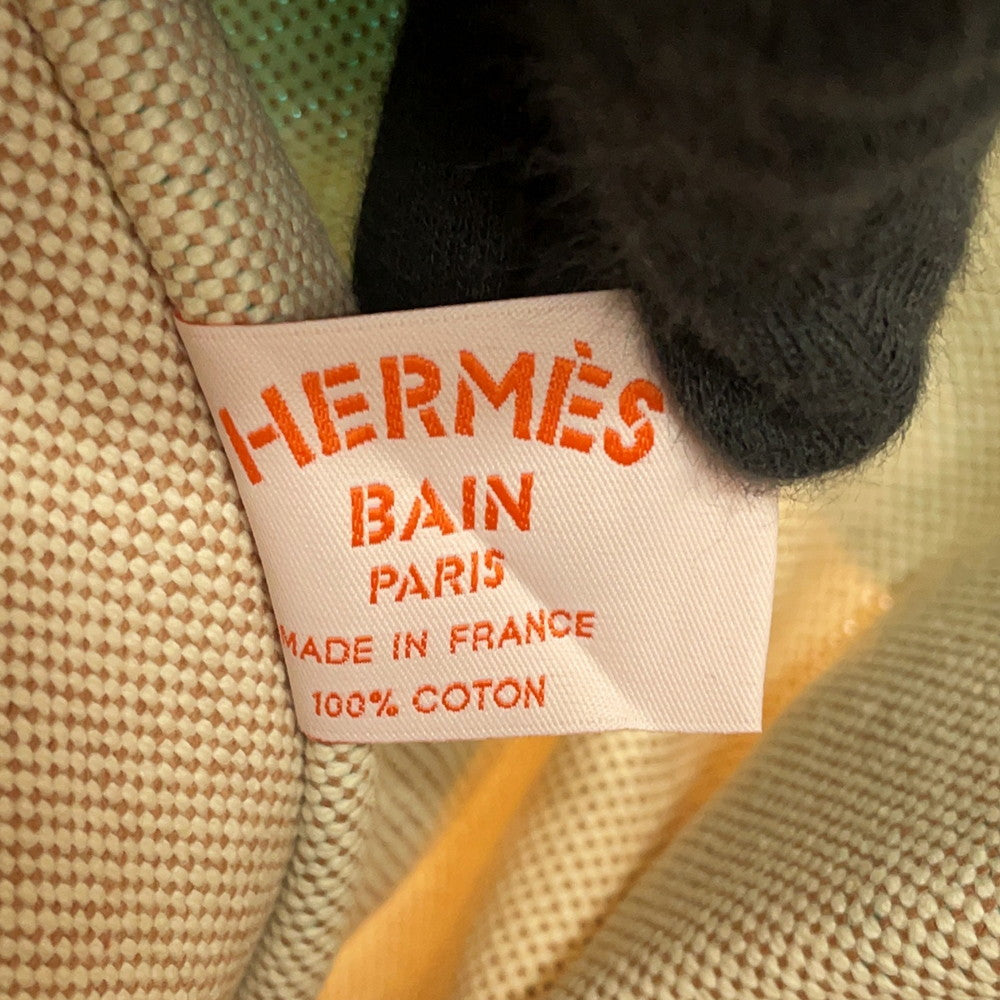 HERMÈS
BAIN
PARIS
MADE IN FRANCE
100% COTON